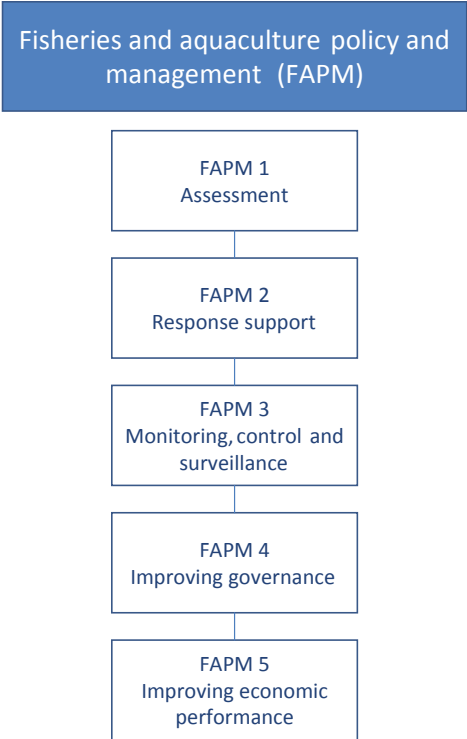 Fisheries and aquaculture policy and
management (FAPM)
FAPM 1
Assessment
FAPM 2
Response support
FAPM 3
Monitoring, control and
surveillance
FAPM 4
Improving governance
FAPM 5
Improving economic
performance